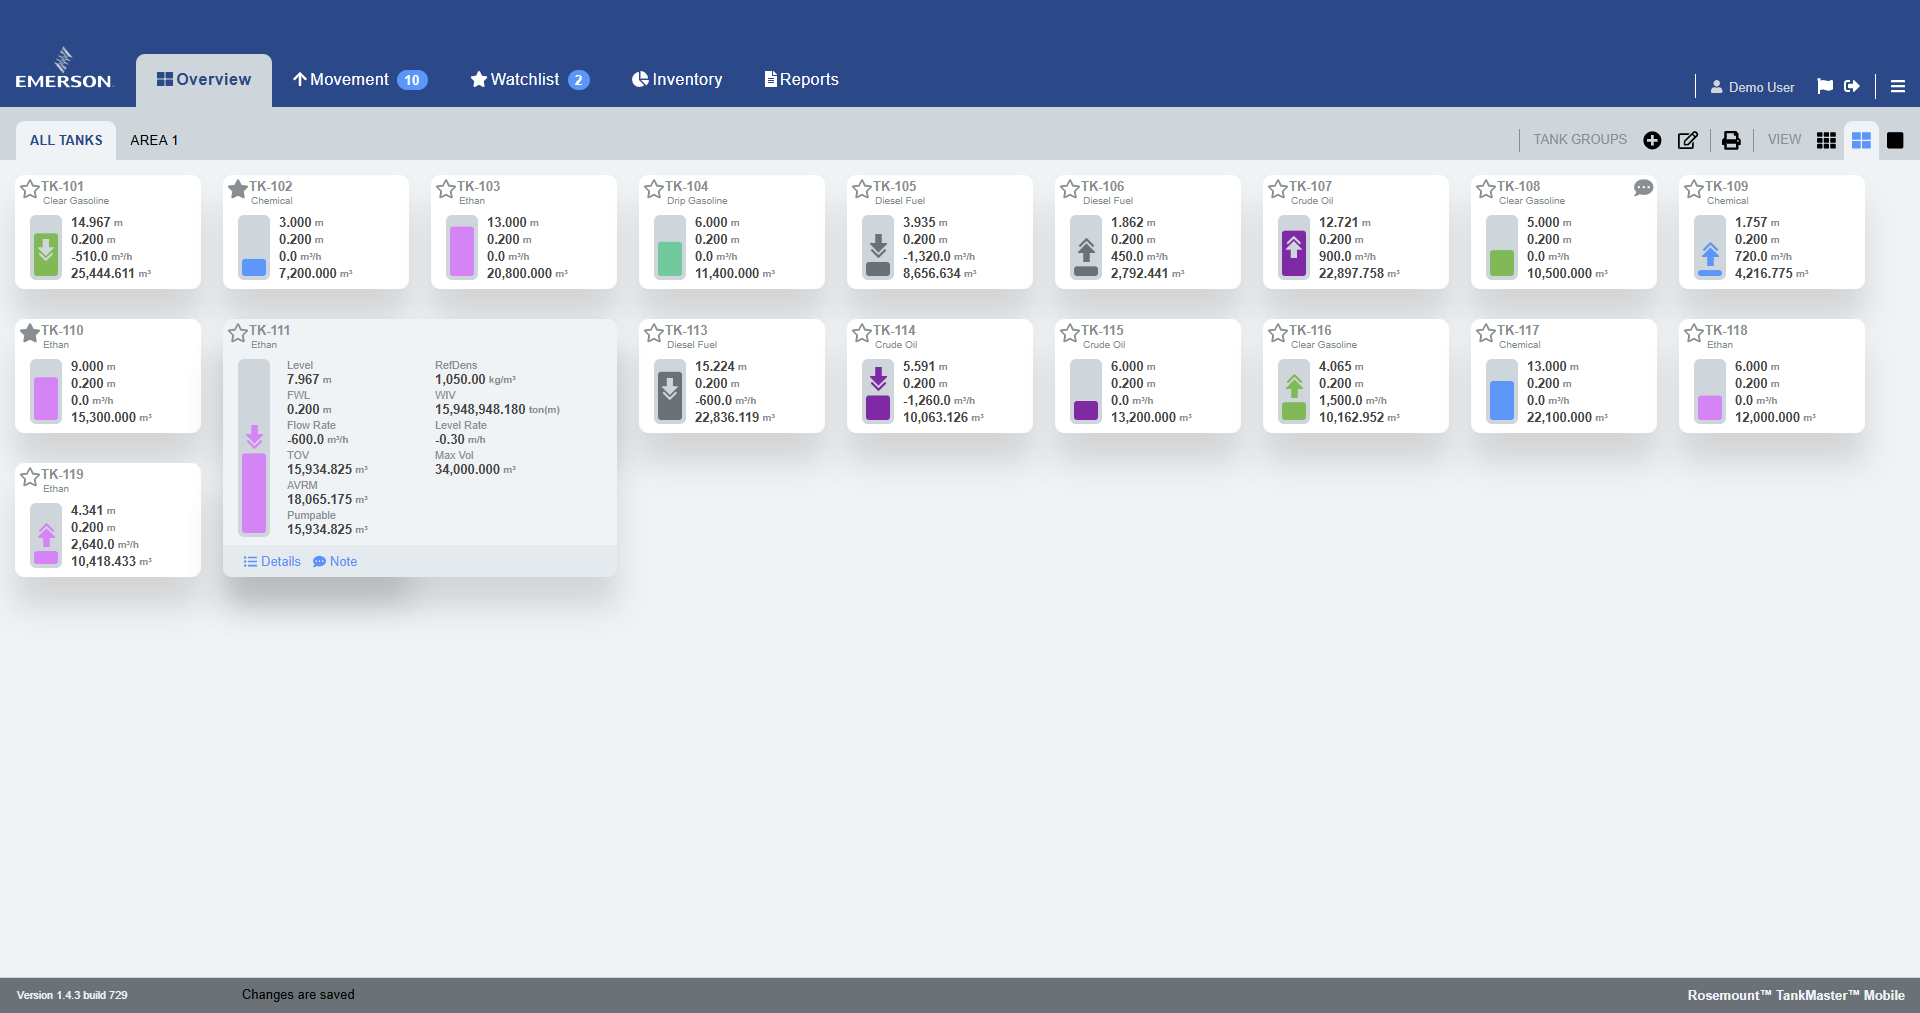 EMERSON
Overview
Movement 10
Watchlist 2
Inventory
Reports
Demo User
ALL TANKS
AREA 1
TANK GROUPS
VIEW
TK-101
Clear Gasoline
14.967 m
0.200 m
-510.0 m³/h
25,444.611 m³
TK-102
Chemical
3.000 m
0.200 m
0.0 m³/h
7,200.000 m³
TK-103
Ethan
13.000 m
0.200 m
0.0 m³/h
20,800.000 m³
TK-104
Drip Gasoline
6.000 m
0.200 m
0.0 m³/h
11,400.000 m³
TK-105
Diesel Fuel
3.935 m
0.200 m
-1,320.0 m³/h
8,656.634 m³
TK-106
Diesel Fuel
1.862 m
0.200 m
450.0 m³/h
2,792.441 m³
TK-107
Crude Oil
12.721 m
0.200 m
900.0 m³/h
22,897.758 m³
TK-108
Clear Gasoline
5.000 m
0.200 m
0.0 m³/h
10,500.000 m³
TK-109
Chemical
1.757 m
0.200 m
720.0 m³/h
4,216.775 m³
TK-110
Ethan
9.000 m
0.200 m
0.0 m³/h
15,300.000 m³
TK-111
Ethan
Level
7.967 m
FWL
0.200 m
Flow Rate
-600.0 m³/h
TOV
15,934.825 m³
AVRM
18,065.175 m³
Pumpable
15,934.825 m³
RefDens
1,050.00 kg/m³
WIV
15,948,948.180 ton(m)
Level Rate
-0.30 m/h
Max Vol
34,000.000 m³
Details
Note
TK-113
Diesel Fuel
15.224 m
0.200 m
-600.0 m³/h
22,836.119 m³
TK-114
Crude Oil
5.591 m
0.200 m
-1,260.0 m³/h
10,063.126 m³
TK-115
Crude Oil
6.000 m
0.200 m
0.0 m³/h
13,200.000 m³
TK-116
Clear Gasoline
4.065 m
0.200 m
1,500.0 m³/h
10,162.952 m³
TK-117
Chemical
13.000 m
0.200 m
0.0 m³/h
22,100.000 m³
TK-118
Ethan
6.000 m
0.200 m
0.0 m³/h
12,000.000 m³
TK-119
Ethan
4.341 m
0.200 m
2,640.0 m³/h
10,418.433 m³
Version 1.4.3 build 729
Changes are saved
Rosemount™ TankMaster™ Mobile